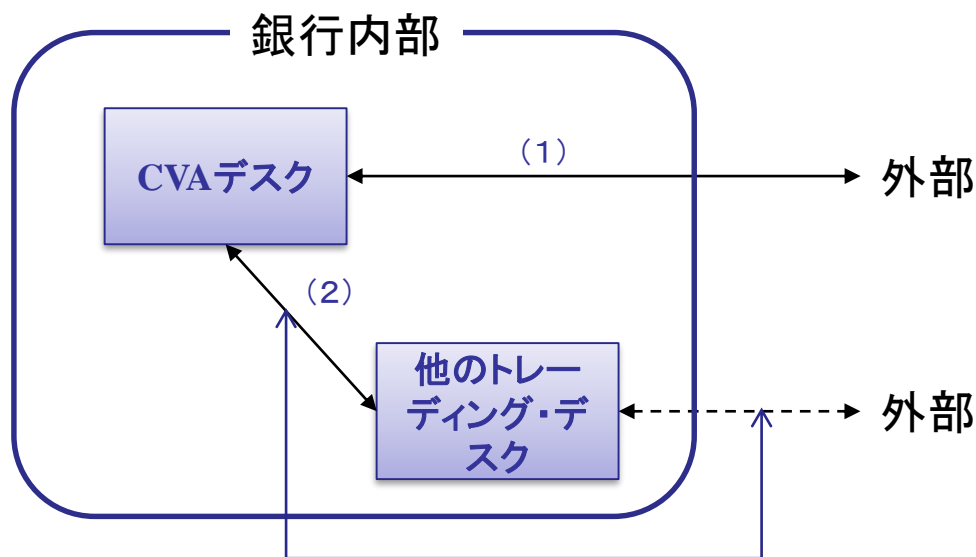 銀行内部
CVAデスク
（1）
外部
（2）
他のトレー
ディング・デ
スク
外部